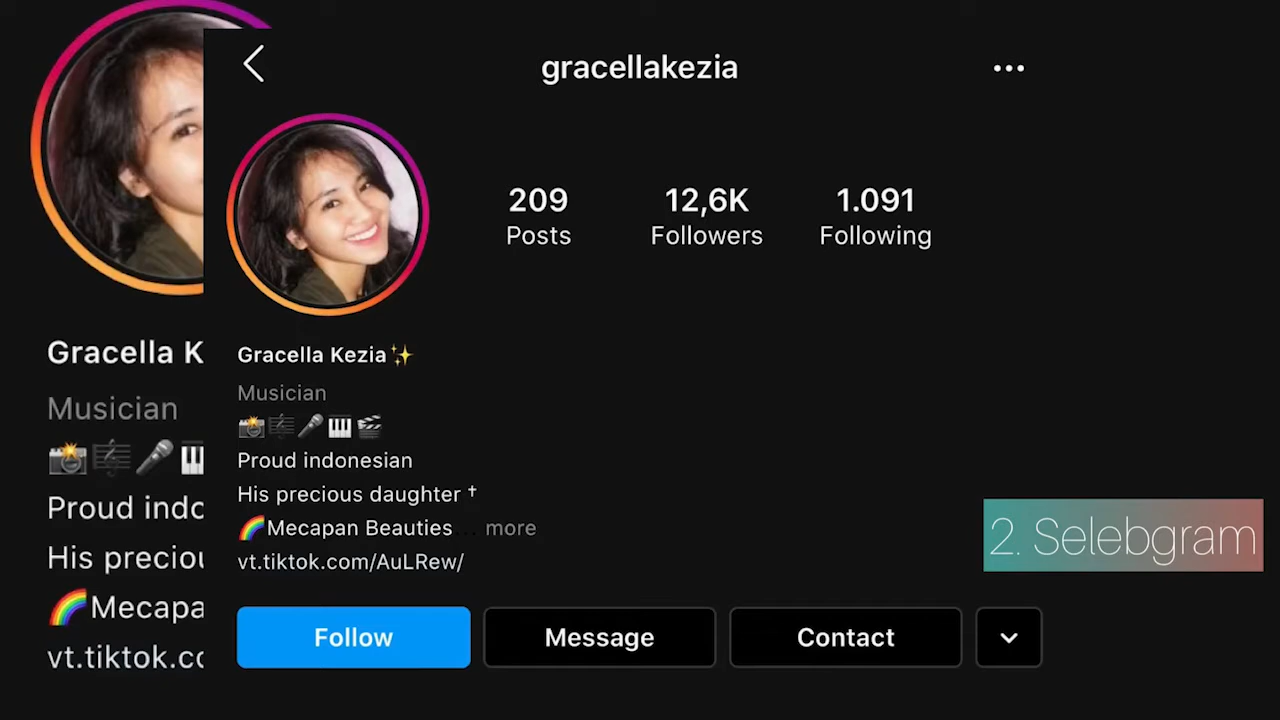 gracellakezia
209
Posts
12,6K
Followers
1.091
Following
Gracella Kezia✨
Musician
Proud indonesian
His precious daughter †
🌈Mecapan Beauties ... more
vt.tiktok.com/AuLRew/
Follow
Message
Contact
Gracella K
Musician
Proud indo
His preciou
🌈Mecapa
vt.tiktok.co
2. Selebgram